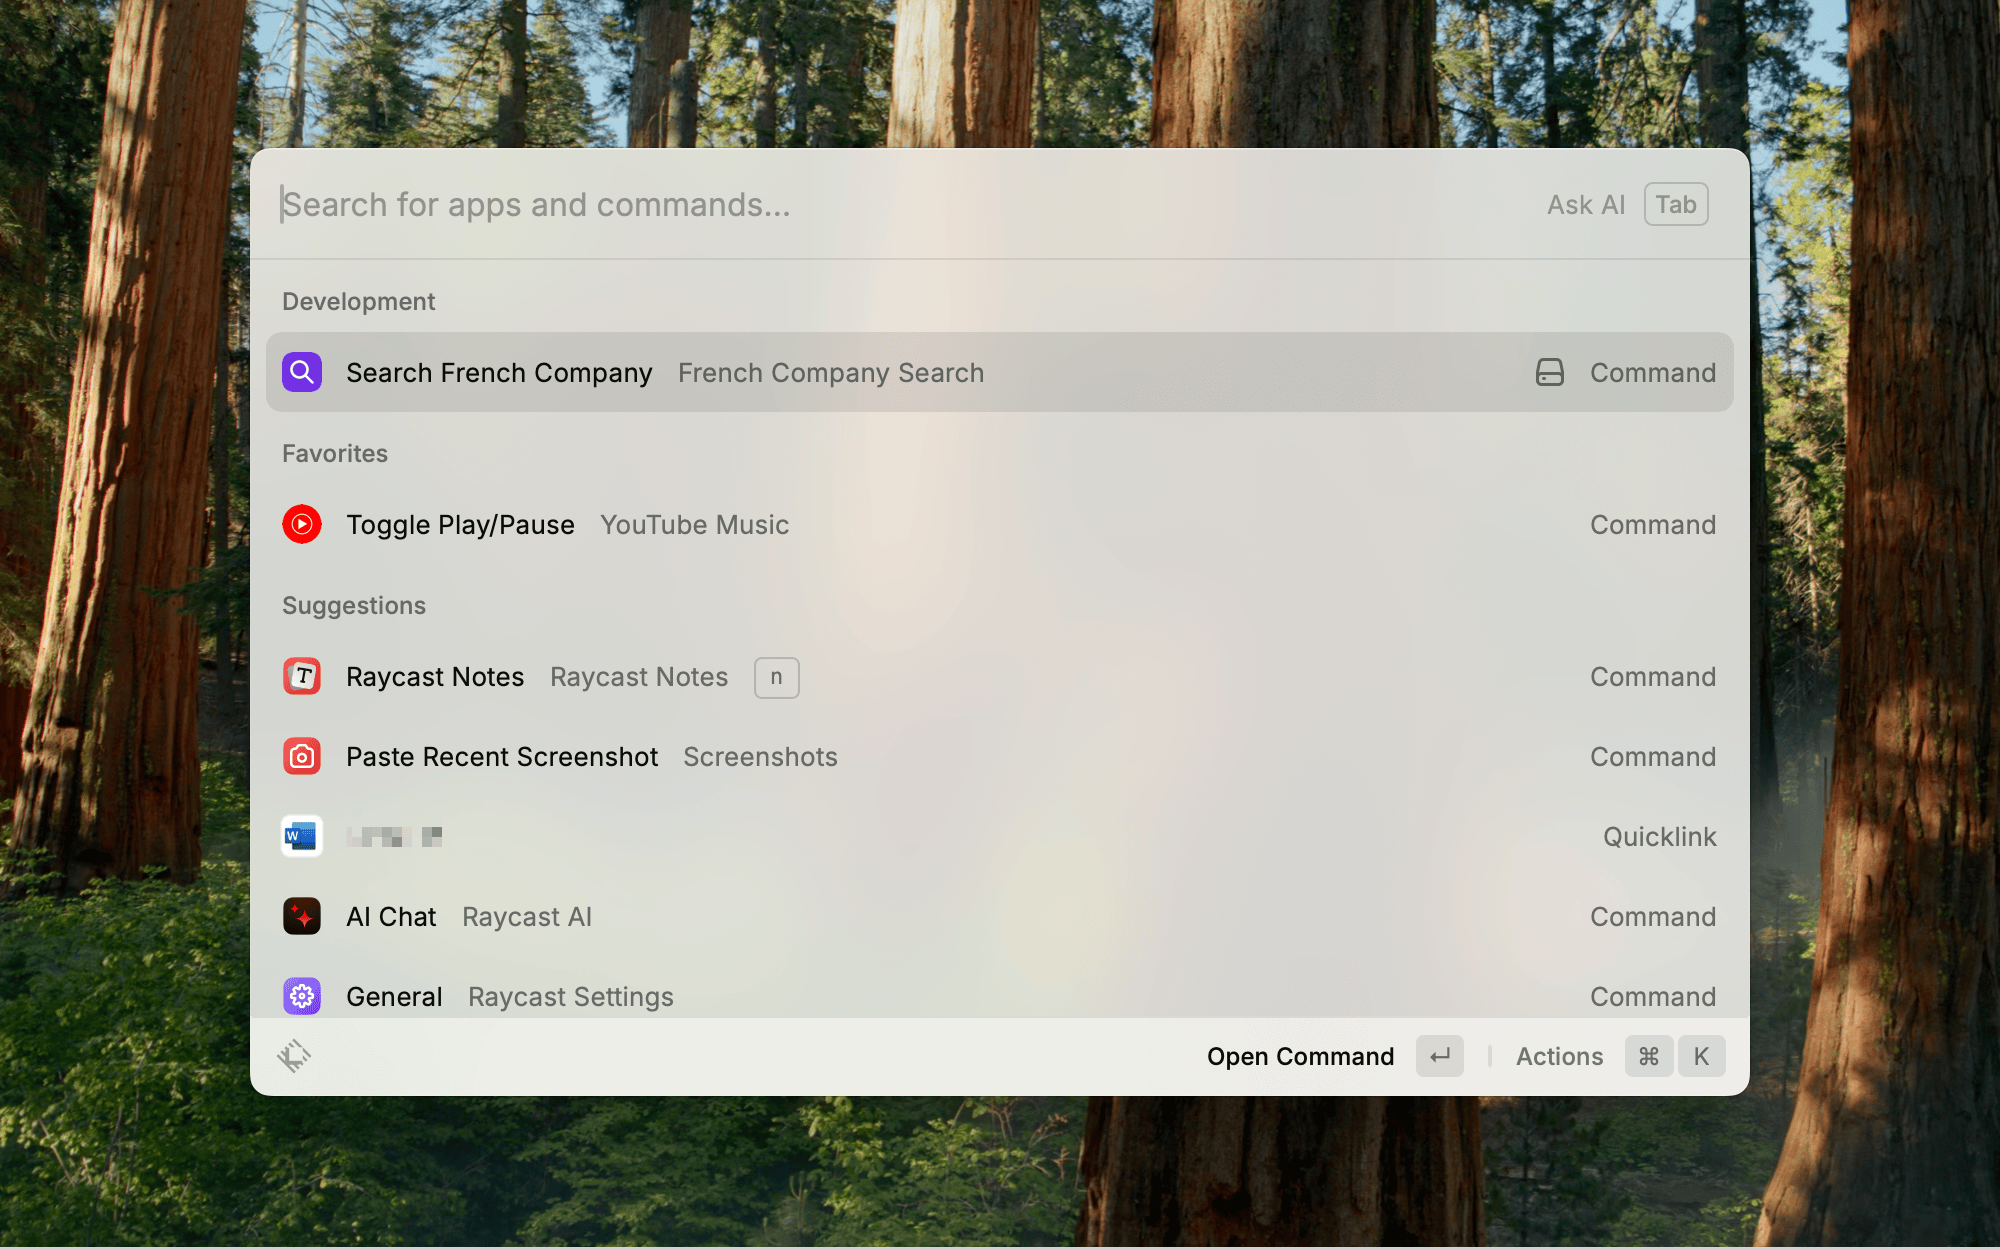 Search for apps and commands...
Ask AI Tab
Development
Search French Company French Company Search Command
Favorites
Toggle Play/Pause YouTube Music Command
Suggestions
Raycast Notes Raycast Notes n Command
Paste Recent Screenshot Screenshots Command
Quicklink
AI Chat Raycast AI Command
General Raycast Settings Command
Open Command ↵ Actions ⌘ K